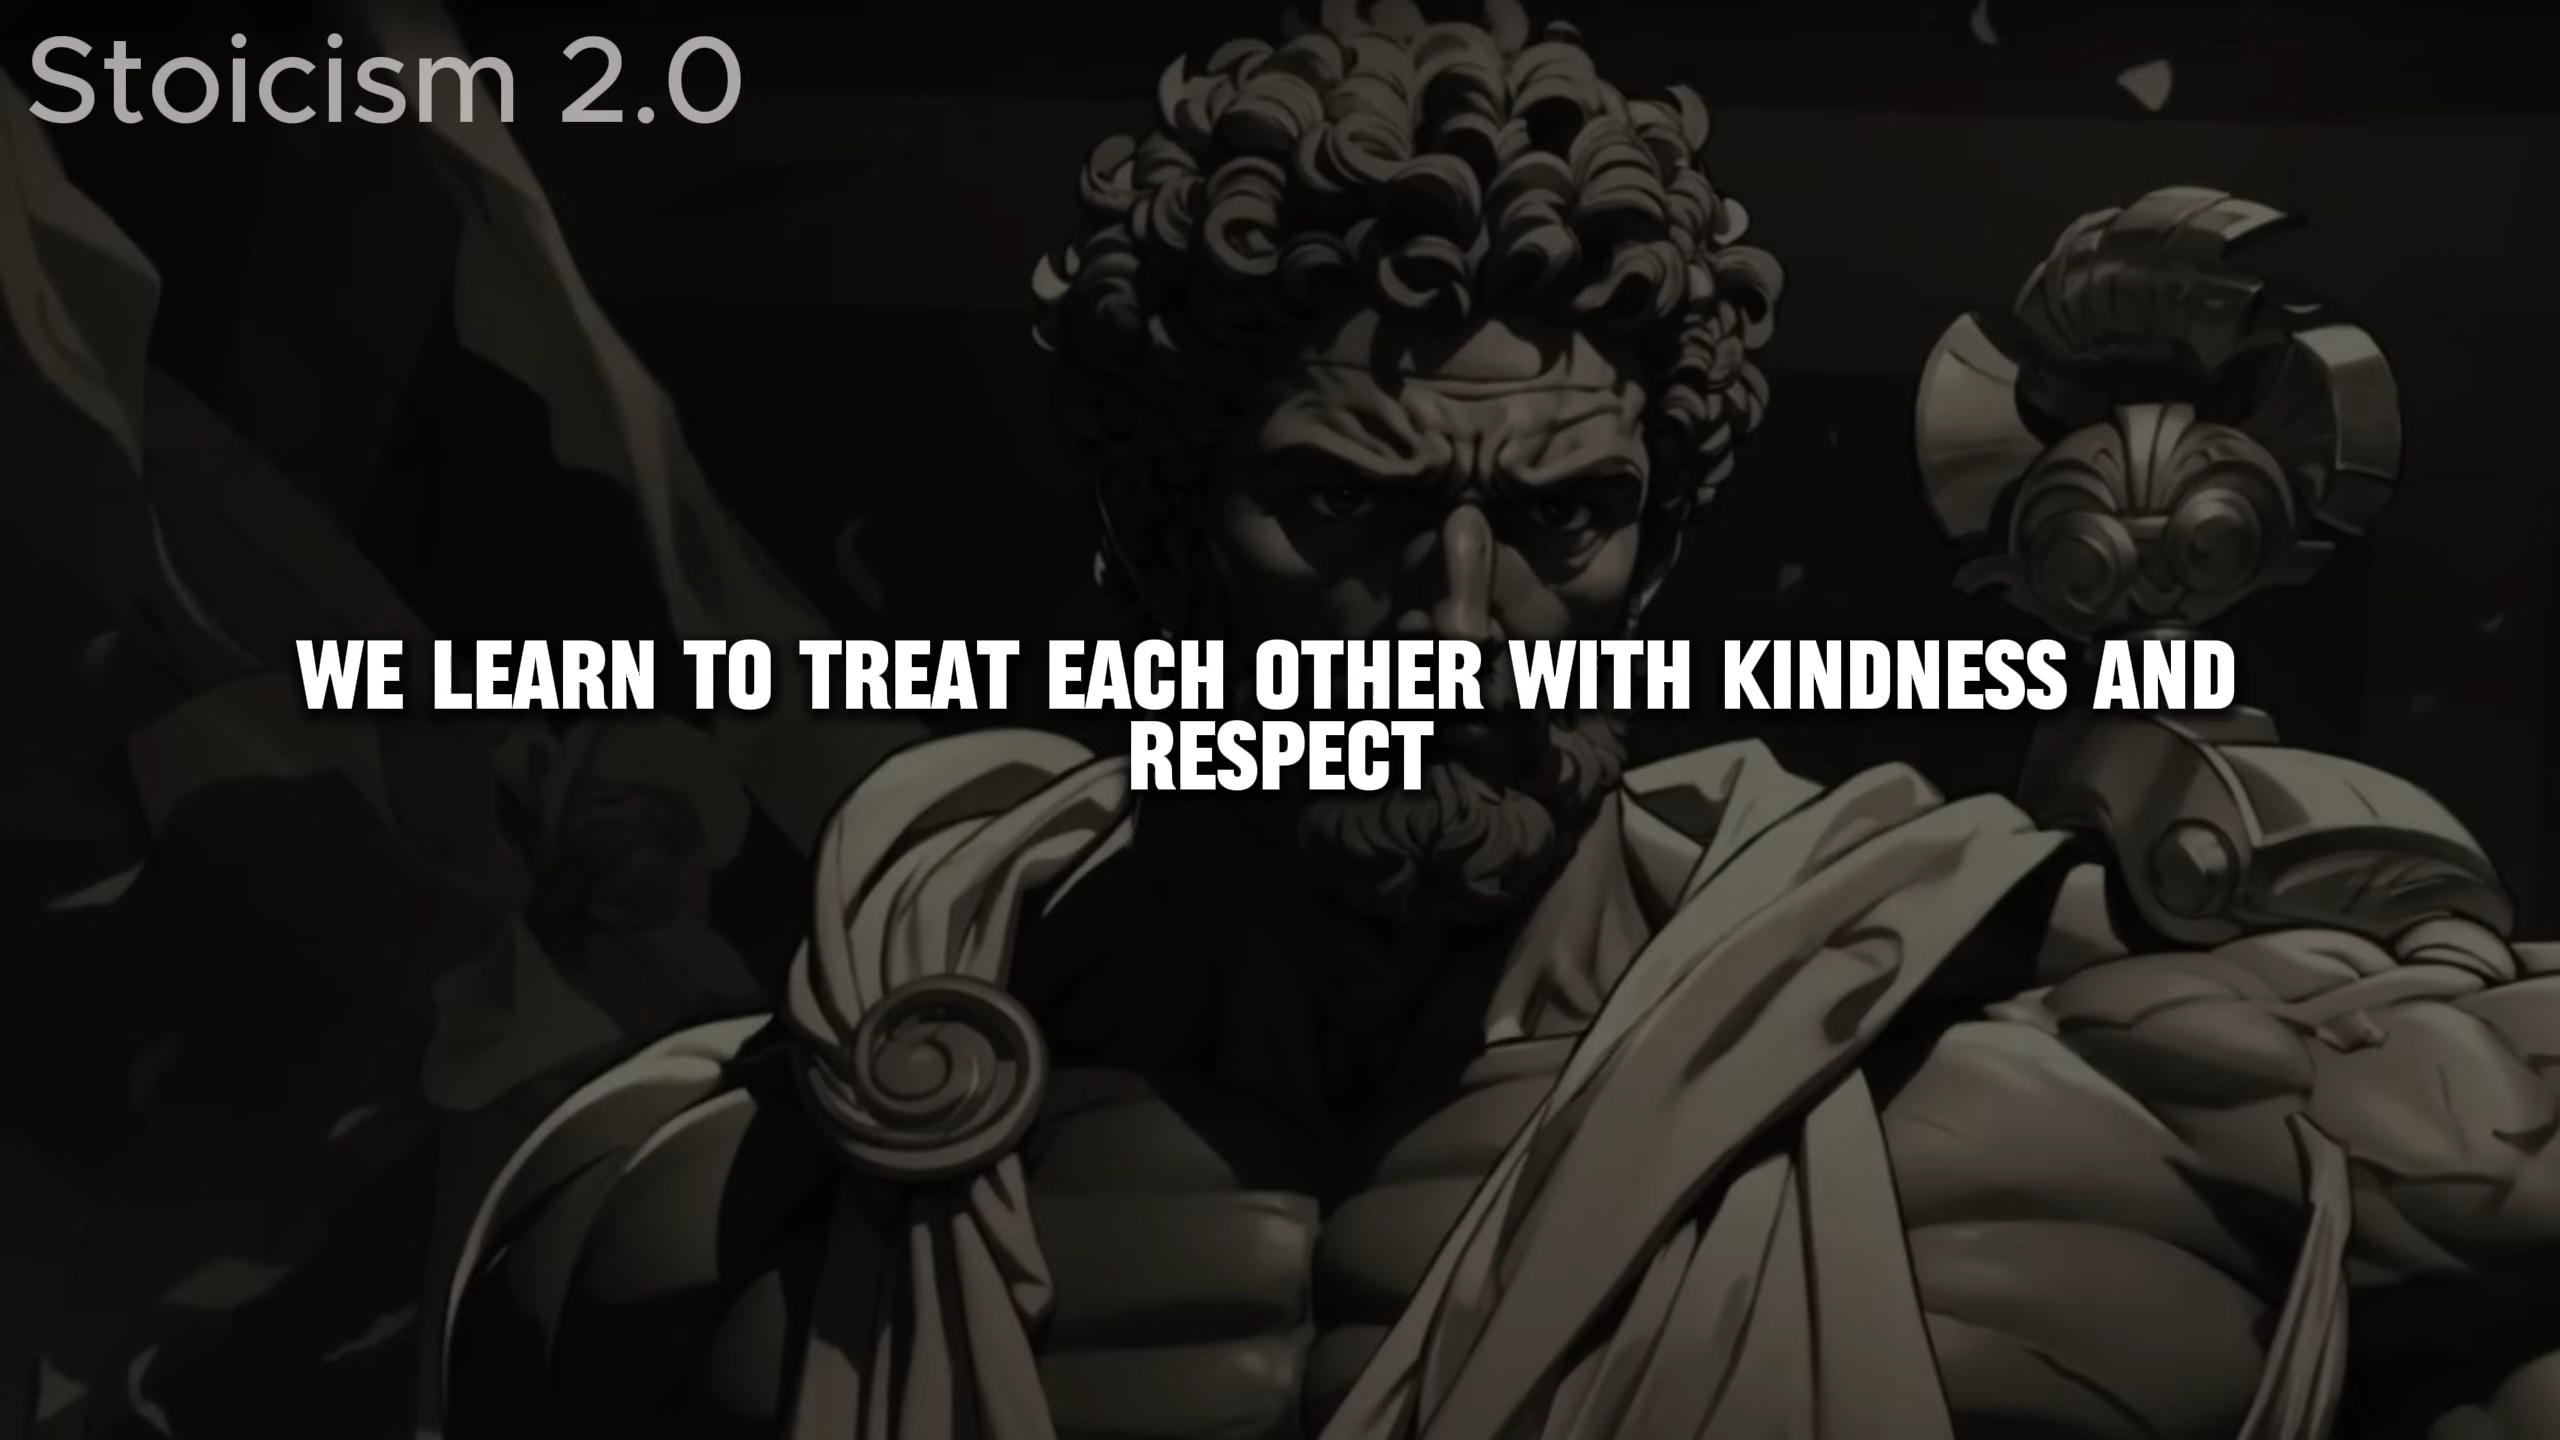 Stoicism 2.0
WE LEARN TO TREAT EACH OTHER WITH KINDNESS AND
RESPECT